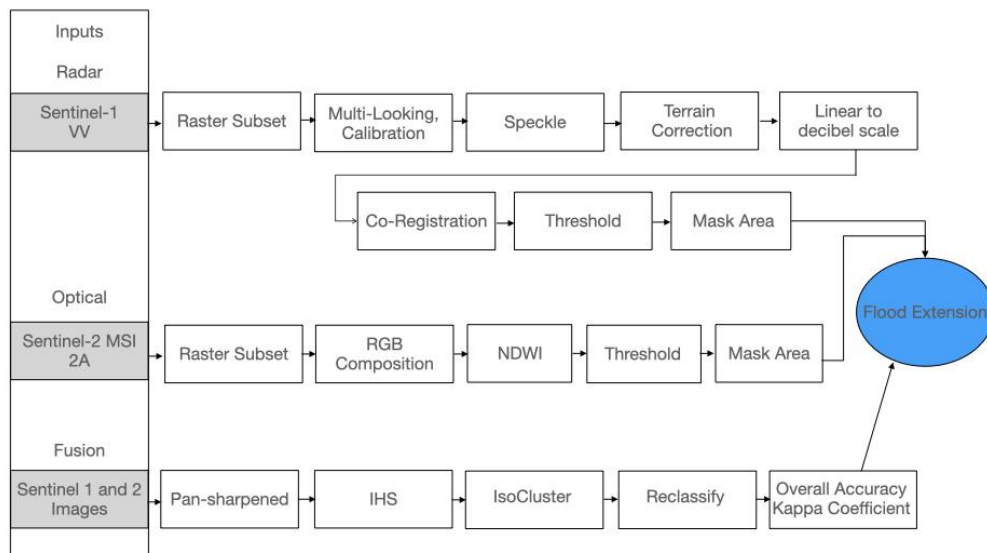 Inputs
Radar
Sentinel-1
VV
Raster Subset
Multi-Looking,
Calibration
Speckle
Terrain
Correction
Linear to
decibel scale
Co-Registration
Threshold
Mask Area
Flood Extension
Optical
Sentinel-2 MSI
2A
Raster Subset
RGB
Composition
NDWI
Threshold
Mask Area
Fusion
Sentinel 1 and 2
Images
Pan-sharpened
IHS
IsoCluster
Reclassify
Overall Accuracy
Kappa Coefficient